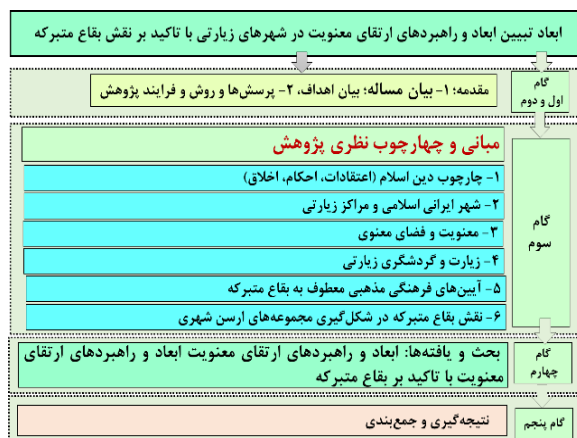 ابعاد تبیین ابعاد و راهبردهای ارتقای معنویت در شهرهای زیارتی با تاکید بر نقش بقاع متبرکه
گام
اول و دوم
مقدمه؛ ۱- بیان مساله؛ بیان اهداف، ۲- پرسش‌ها و روش و فرایند پژوهش
گام
سوم
مبانی و چهارچوب نظری پژوهش
۱- چارچوب دین اسلام (اعتقادات، احکام، اخلاق)
۲- شهر ایرانی اسلامی و مراکز زیارتی
۳- معنویت و فضای معنوی
۴- زیارت و گردشگری زیارتی
۵- آیین‌های فرهنگی مذهبی معطوف به بقاع متبرکه
۶- نقش بقاع متبرکه در شکل‌گیری مجموعه‌های ارسن شهری
گام
چهارم
بحث و یافته‌ها: ابعاد و راهبردهای ارتقای معنویت ابعاد و راهبردهای ارتقای
معنویت با تاکید بر بقاع متبرکه
گام پنجم
نتیجه‌گیری و جمع‌بندی